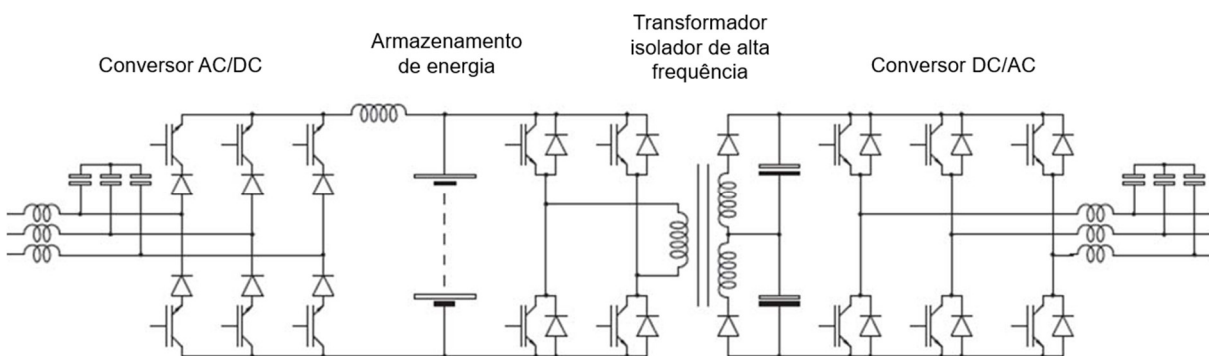 Conversor AC/DC
Armazenamento
de energia
Transformador
isolador de alta
frequência
Conversor DC/AC